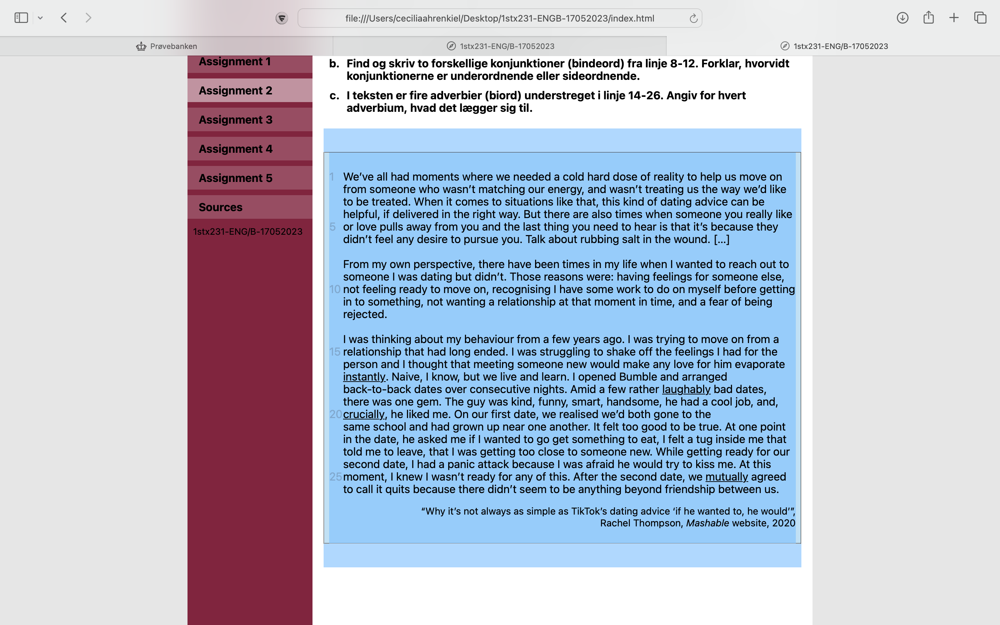 file:///Users/ceciliaahrenkiel/Desktop/1stx231-ENGB-17052023/index.html
Prøvebanken
1stx231-ENG/B-17052023
1stx231-ENG/B-17052023
Assignment 1
Assignment 2
Assignment 3
Assignment 4
Assignment 5
Sources
1stx231-ENG/B-17052023
b. Find og skriv to forskellige konjunktioner (bindeord) fra linje 8-12. Forklar, hvorvidt
konjunktionerne er underordnende eller sideordnende.
c. I teksten er fire adverbier (biord) understreget i linje 14-26. Angiv for hvert
adverbium, hvad det lægger sig til.
1 We’ve all had moments where we needed a cold hard dose of reality to help us move on
from someone who wasn’t matching our energy, and wasn’t treating us the way we’d like
to be treated. When it comes to situations like that, this kind of dating advice can be
helpful, if delivered in the right way. But there are also times when someone you really like
5 or love pulls away from you and the last thing you need to hear is that it’s because they
didn’t feel any desire to pursue you. Talk about rubbing salt in the wound. [...]
From my own perspective, there have been times in my life when I wanted to reach out to
someone I was dating but didn’t. Those reasons were: having feelings for someone else,
10 not feeling ready to move on, recognising I have some work to do on myself before getting
in to something, not wanting a relationship at that moment in time, and a fear of being
rejected.
I was thinking about my behaviour from a few years ago. I was trying to move on from a
15 relationship that had long ended. I was struggling to shake off the feelings I had for the
person and I thought that meeting someone new would make any love for him evaporate
instantly. Naive, I know, but we live and learn. I opened Bumble and arranged
back-to-back dates over consecutive nights. Amid a few rather laughably bad dates,
there was one gem. The guy was kind, funny, smart, handsome, he had a cool job, and,
20 crucially, he liked me. On our first date, we realised we’d both gone to the
same school and had grown up near one another. It felt too good to be true. At one point
in the date, he asked me if I wanted to go get something to eat, I felt a tug inside me that
told me to leave, that I was getting too close to someone new. While getting ready for our
second date, I had a panic attack because I was afraid he would try to kiss me. At this
25 moment, I knew I wasn’t ready for any of this. After the second date, we mutually agreed
to call it quits because there didn’t seem to be anything beyond friendship between us.
“Why it’s not always as simple as TikTok’s dating advice ‘if he wanted to, he would’”,
Rachel Thompson, Mashable website, 2020